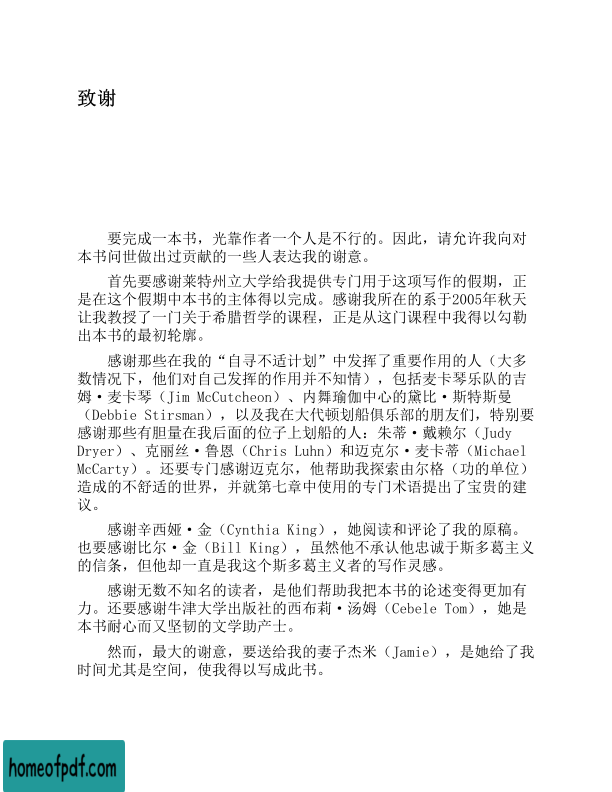 致谢
要完成一本书，光靠作者一个人是不行的。因此，请允许我向对
本书问世做出过贡献的一些人表达我的谢意。
首先要感谢莱特州立大学给我提供专门用于这项写作的假期，正
是在这个假期中本书的主体得以完成。感谢我所在的系于2005年秋天
让我教授了一门关于希腊哲学的课程，正是从这门课程中我得以勾勒
出本书的最初轮廓。
感谢那些在我的“自寻不适计划”中发挥了重要作用的人（大多
数情况下，他们对自己发挥的作用并不知情），包括麦卡琴乐队的吉
姆·麦卡琴（Jim McCutcheon）、内舞瑜伽中心的黛比·斯特斯曼
（Debbie Stirsman），以及我在大代顿划船俱乐部的朋友们，特别要
感谢那些有胆量在我后面的位子上划船的人：朱蒂·戴赖尔（Judy
Dryer）、克丽丝·鲁恩（Chris Luhn）和迈克尔·麦卡蒂（Michael
McCarty）。还要专门感谢迈克尔，他帮助我探索由尔格（功的单位）
造成的不舒适的世界，并就第七章中使用的专门术语提出了宝贵的建
议。
感谢辛西娅·金（Cynthia King），她阅读和评论了我的原稿。
也要感谢比尔·金（Bill King），虽然他不承认他忠诚于斯多葛主义
的信条，但他却一直是我这个斯多葛主义者的写作灵感。
感谢无数不知名的读者，是他们帮助我把本书的论述变得更加有
力。还要感谢牛津大学出版社的西布莉·汤姆（Cebele Tom），她是
本书耐心而又坚韧的文学助产士。
然而，最大的谢意，要送给我的妻子杰米（Jamie），是她给了我
时间尤其是空间，使我得以写成此书。
homeofpdf.com